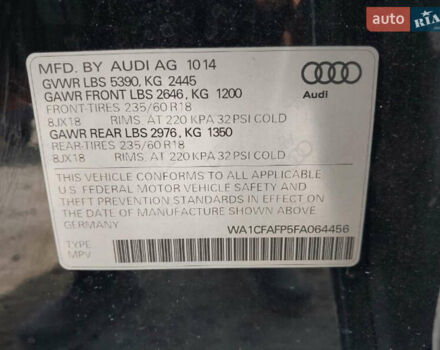 AUTO
RIA
MFD. BY AUDI AG 1014
GVWR LBS 5390, KG 2445
GAWR FRONT LBS 2646, KG 1200
FRONT-TIRES 235/60 R18
8JX18 RIMS, AT 220 KPA 32 PSI COLD
GAWR REAR LBS 2976, KG 1350
REAR-TIRES 235/60 R18
8JX18 RIMS, AT 220 KPA 32 PSI COLD
Audi
THIS VEHICLE CONFORMS TO ALL APPLICABLE
U.S. FEDERAL MOTOR VEHICLE SAFETY AND
THEFT PREVENTION STANDARDS IN EFFECT ON
THE DATE OF MANUFACTURE SHOWN ABOVE.
GERMANY
WA1CFAFP5FA064456
TYPE
MPV